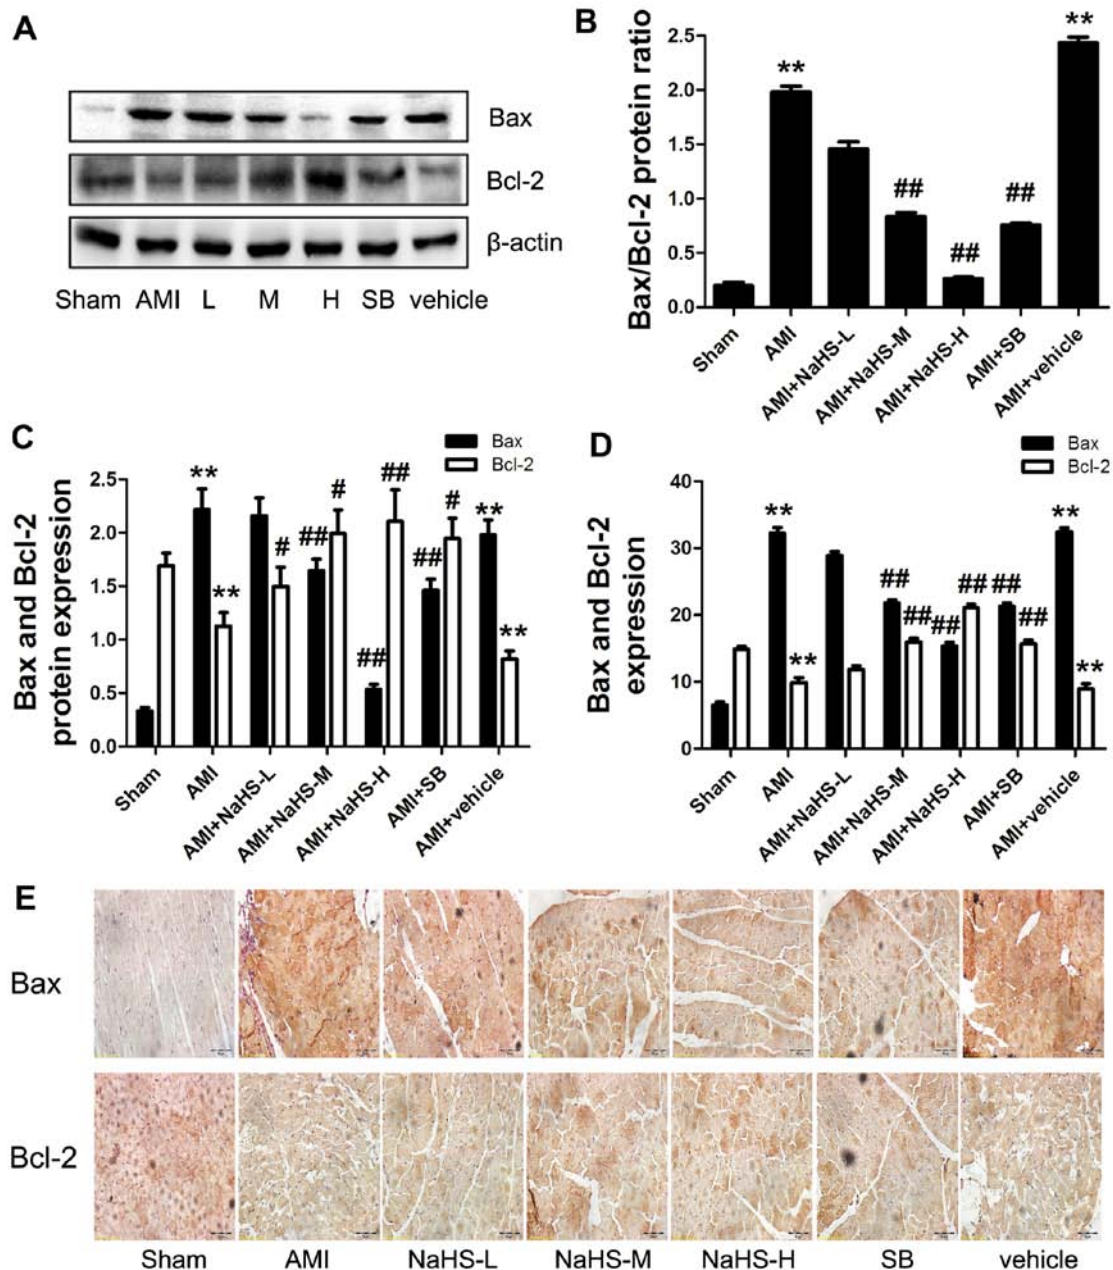 A
Bax
Bcl-2
β-actin
Sham AMI L M H SB vehicle
B
Bax/Bcl-2 protein ratio
2.5
2.0
1.5
1.0
0.5
0.0
**
##
##
##
**
Sham
AMI
AMI+NaHS-L
AMI+NaHS-M
AMI+NaHS-H
AMI+SB
AMI+vehicle
C
Bax
Bcl-2
Bax and Bcl-2
protein expression
2.5
2.0
1.5
1.0
0.5
0.0
**
**
#
##
#
##
##
##
#
**
**
Sham
AMI
AMI+NaHS-L
AMI+NaHS-M
AMI+NaHS-H
AMI+SB
AMI+vehicle
D
Bax
Bcl-2
Bax and Bcl-2
expression
40
30
20
10
0
**
**
##
##
##
##
##
##
**
**
Sham
AMI
AMI+NaHS-L
AMI+NaHS-M
AMI+NaHS-H
AMI+SB
AMI+vehicle
E
Bax
Bcl-2
Sham AMI NaHS-L NaHS-M NaHS-H SB vehicle